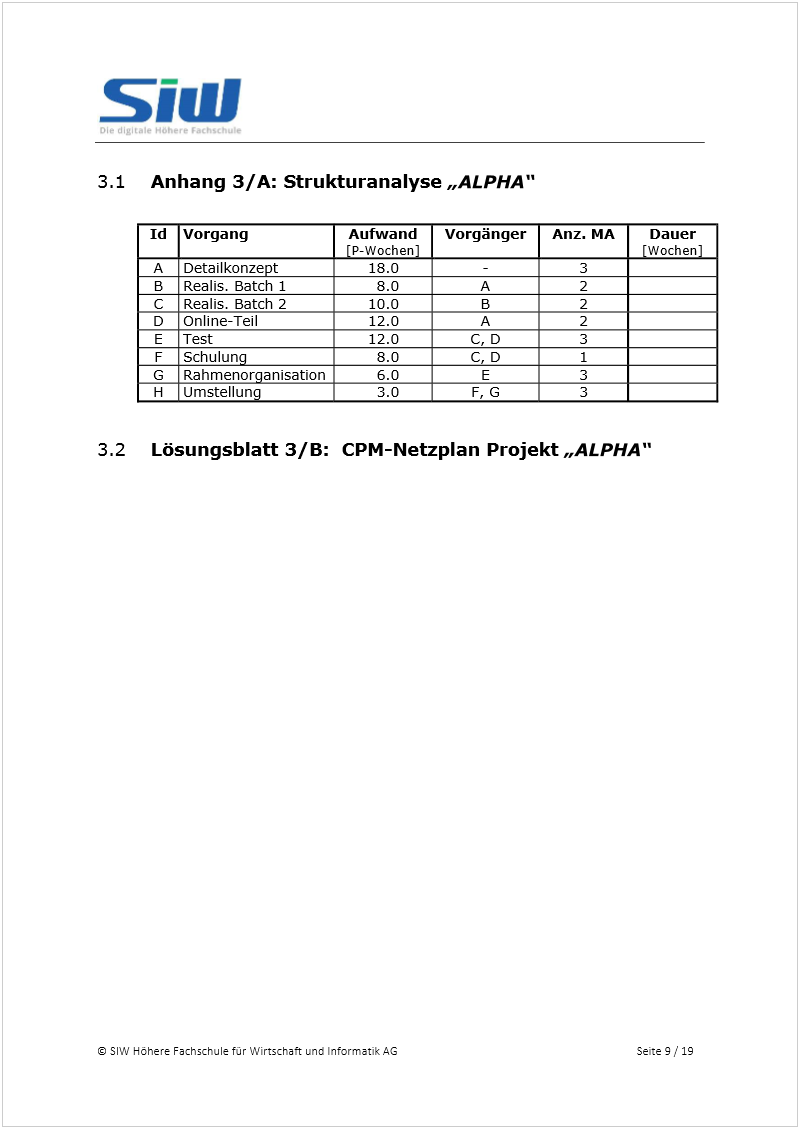 SIW
Die digitale Höhere Fachschule
3.1 Anhang 3/A: Strukturanalyse „ALPHA“
Id Vorgang Aufwand Vorgänger Anz. MA Dauer
[P-Wochen] [Wochen]
A Detailkonzept 18.0 - 3
B Realis. Batch 1 8.0 A 2
C Realis. Batch 2 10.0 B 2
D Online-Teil 12.0 A 2
E Test 12.0 C, D 3
F Schulung 8.0 C, D 1
G Rahmenorganisation 6.0 E 3
H Umstellung 3.0 F, G 3
3.2 Lösungsblatt 3/B: CPM-Netzplan Projekt „ALPHA“
© SIW Höhere Fachschule für Wirtschaft und Informatik AG Seite 9 / 19